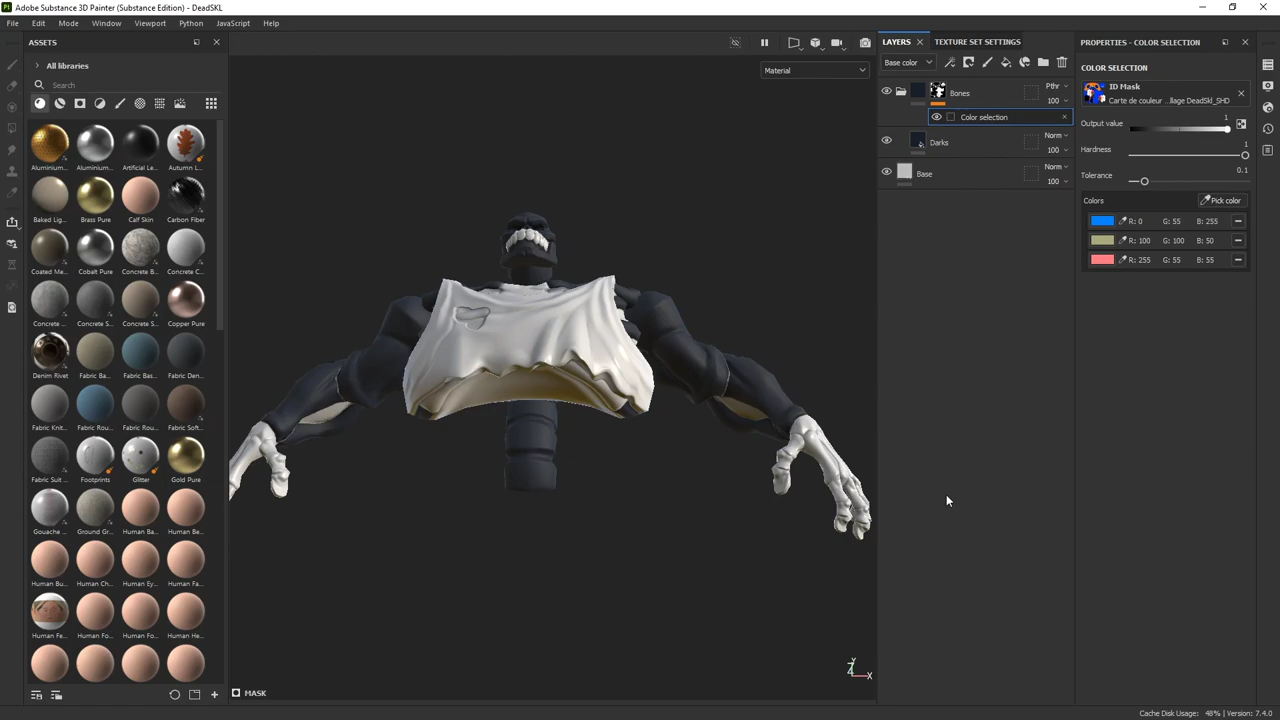 Pt Adobe Substance 3D Painter (Substance Edition) - DeadSKL
File Edit Mode Window Viewport Python JavaScript Help
ASSETS
All libraries
Search
Aluminium... Aluminium... Artificial Le... Autumn L...
Baked Lig... Brass Pure Calf Skin Carbon Fiber
Coated Me... Cobalt Pure Concrete B... Concrete C...
Concrete ... Concrete S... Concrete S... Copper Pure
Denim Rivet Fabric Ba... Fabric Bas... Fabric Den...
Fabric Knit... Fabric Rou... Fabric Rou... Fabric Soft...
Fabric Suit ... Footprints Glitter Gold Pure
Gouache ... Ground Gr... Human Ba... Human Be...
Human Bu... Human Ch... Human Ey... Human Fa...
Human Fe... Human Fo... Human Fo... Human He...
Material
MASK
Y
Z
X
LAYERS TEXTURE SET SETTINGS
Base color
Bones Pthr
100
Color selection
Darks Norm
100
Base Norm
100
PROPERTIES - COLOR SELECTION
COLOR SELECTION
ID Mask
Carte de couleur ...llage DeadSkl_SHD
Output value 1
Hardness 1
Tolerance 0.1
Colors Pick color
R: 0 G: 55 B: 255
R: 100 G: 100 B: 50
R: 255 G: 55 B: 55
Cache Disk Usage: 48% | Version: 7.4.0